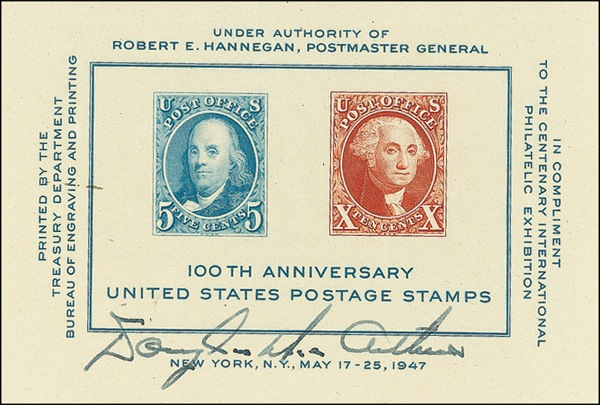 UNDER AUTHORITY OF
ROBERT E. HANNEGAN, POSTMASTER GENERAL
PRINTED BY THE
TREASURY DEPARTMENT
BUREAU OF ENGRAVING AND PRINTING
U S
POST OFFICE
5 FIVE CENTS 5
U S
POST OFFICE
X TEN CENTS X
IN COMPLIMENT
TO THE CENTENARY INTERNATIONAL
PHILATELIC EXHIBITION
100TH ANNIVERSARY
UNITED STATES POSTAGE STAMPS
Douglas MacArthur
NEW YORK, N.Y., MAY 17-25, 1947